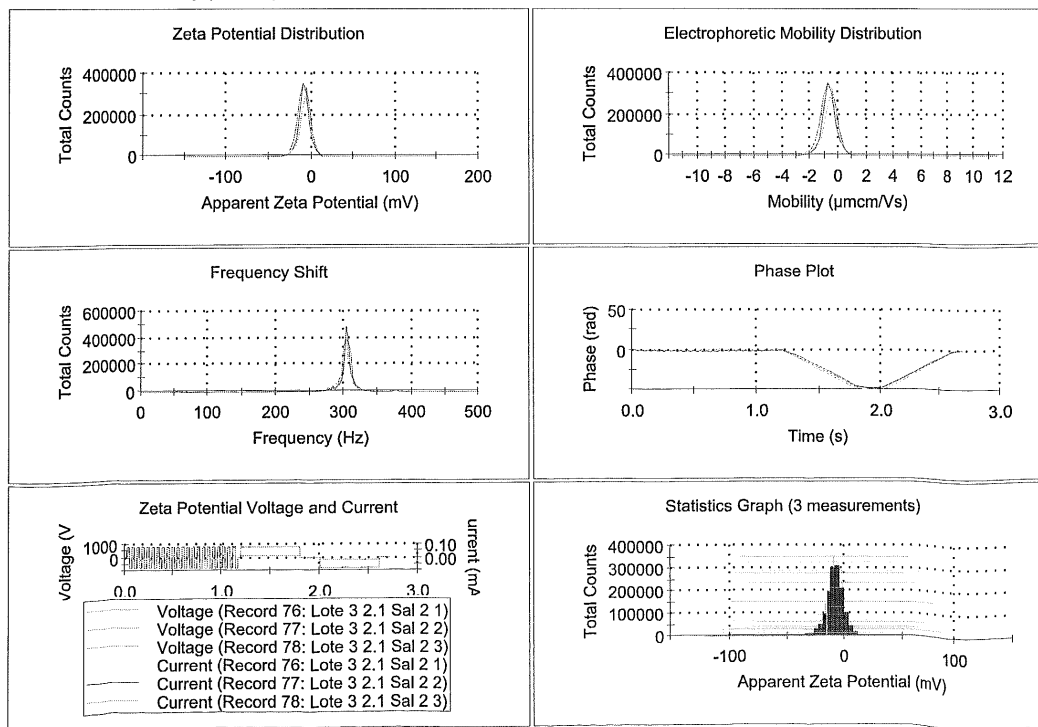 Zeta Potential Distribution
Total Counts
400000
200000
0
-100 0 100 200
Apparent Zeta Potential (mV)
Electrophoretic Mobility Distribution
Total Counts
400000
200000
0
-10 -8 -6 -4 -2 0 2 4 6 8 10 12
Mobility (µmcm/Vs)
Frequency Shift
Total Counts
600000
400000
200000
0
0 100 200 300 400 500
Frequency (Hz)
Phase Plot
Phase (rad)
50
0
0.0 1.0 2.0 3.0
Time (s)
Zeta Potential Voltage and Current
Voltage (V
1000
0
0.10
0.00
urrent (mA
0.0 1.0 2.0 3.0
Voltage (Record 76: Lote 3 2.1 Sal 2 1)
Voltage (Record 77: Lote 3 2.1 Sal 2 2)
Voltage (Record 78: Lote 3 2.1 Sal 2 3)
Current (Record 76: Lote 3 2.1 Sal 2 1)
Current (Record 77: Lote 3 2.1 Sal 2 2)
Current (Record 78: Lote 3 2.1 Sal 2 3)
Statistics Graph (3 measurements)
Total Counts
400000
300000
200000
100000
0
-100 0 100
Apparent Zeta Potential (mV)